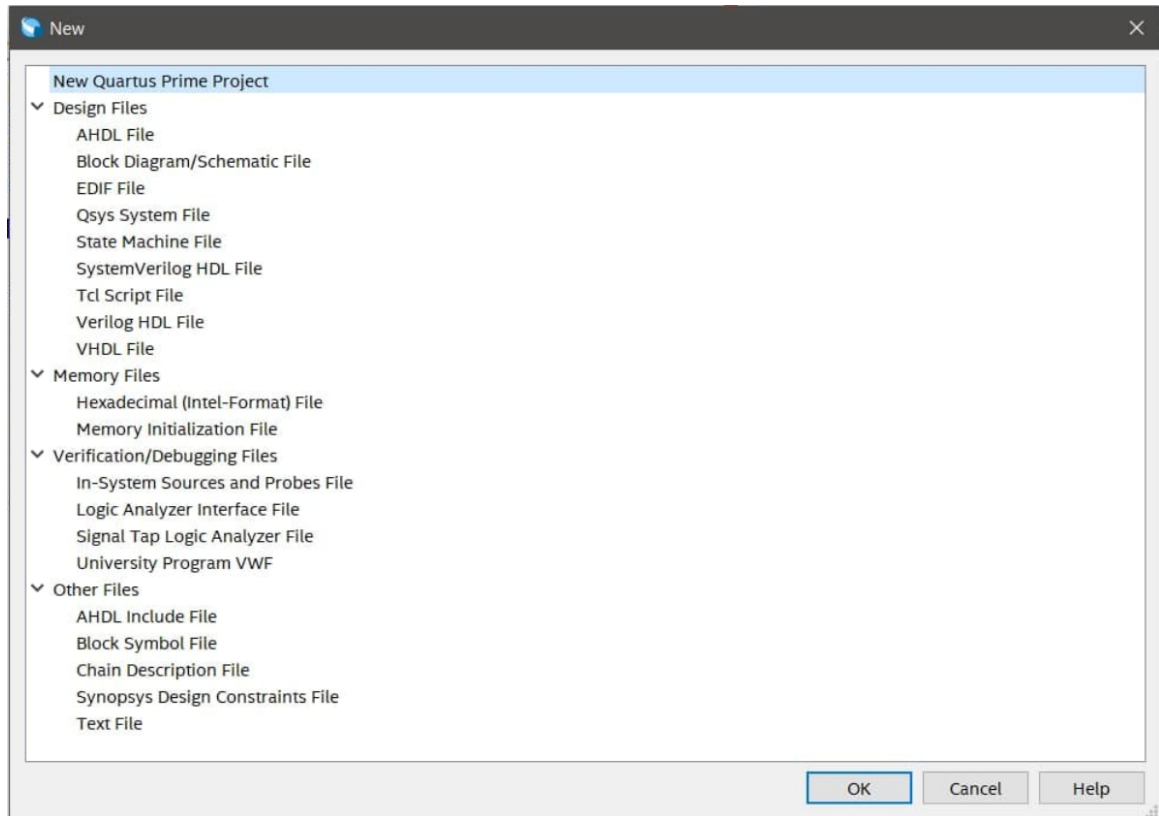 New
New Quartus Prime Project
Design Files
AHDL File
Block Diagram/Schematic File
EDIF File
Qsys System File
State Machine File
SystemVerilog HDL File
Tcl Script File
Verilog HDL File
VHDL File
Memory Files
Hexadecimal (Intel-Format) File
Memory Initialization File
Verification/Debugging Files
In-System Sources and Probes File
Logic Analyzer Interface File
Signal Tap Logic Analyzer File
University Program VWF
Other Files
AHDL Include File
Block Symbol File
Chain Description File
Synopsys Design Constraints File
Text File
OK Cancel Help